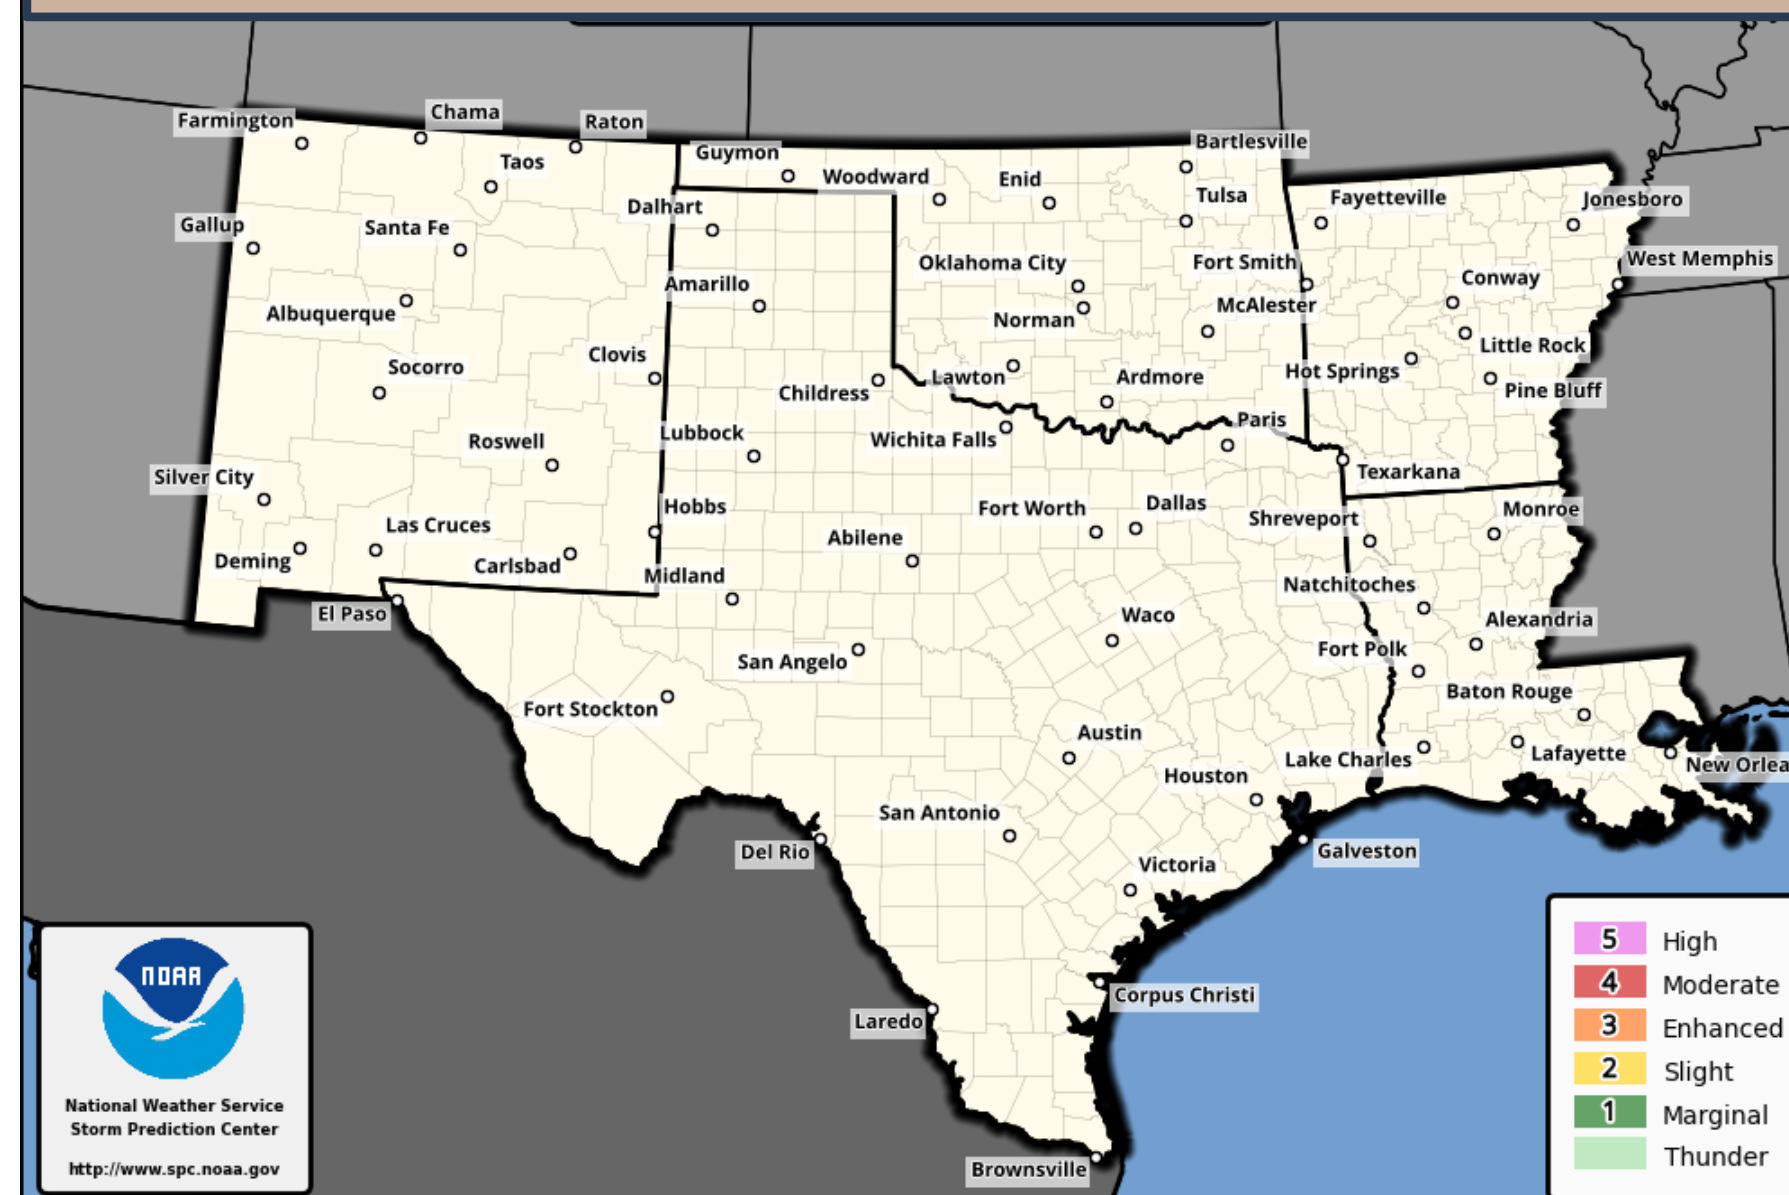 Farmington
Chama
Raton
Taos
Guymon
Woodward
Enid
Bartlesville
Tulsa
Fayetteville
Jonesboro
Gallup
Santa Fe
Dalhart
Amarillo
Oklahoma City
Fort Smith
Conway
West Memphis
Albuquerque
Norman
McAlester
Little Rock
Socorro
Clovis
Childress
Lawton
Ardmore
Hot Springs
Pine Bluff
Roswell
Lubbock
Wichita Falls
Paris
Texarkana
Silver City
Las Cruces
Hobbs
Fort Worth
Dallas
Shreveport
Monroe
Deming
Carlsbad
Midland
Abilene
Natchitoches
El Paso
Waco
Alexandria
San Angelo
Fort Polk
Fort Stockton
Baton Rouge
Austin
Lake Charles
Lafayette
New Orlea
Houston
San Antonio
Del Rio
Galveston
Victoria
Corpus Christi
Laredo
Brownsville
NOAA
National Weather Service
Storm Prediction Center
http://www.spc.noaa.gov
5 High
4 Moderate
3 Enhanced
2 Slight
1 Marginal
Thunder